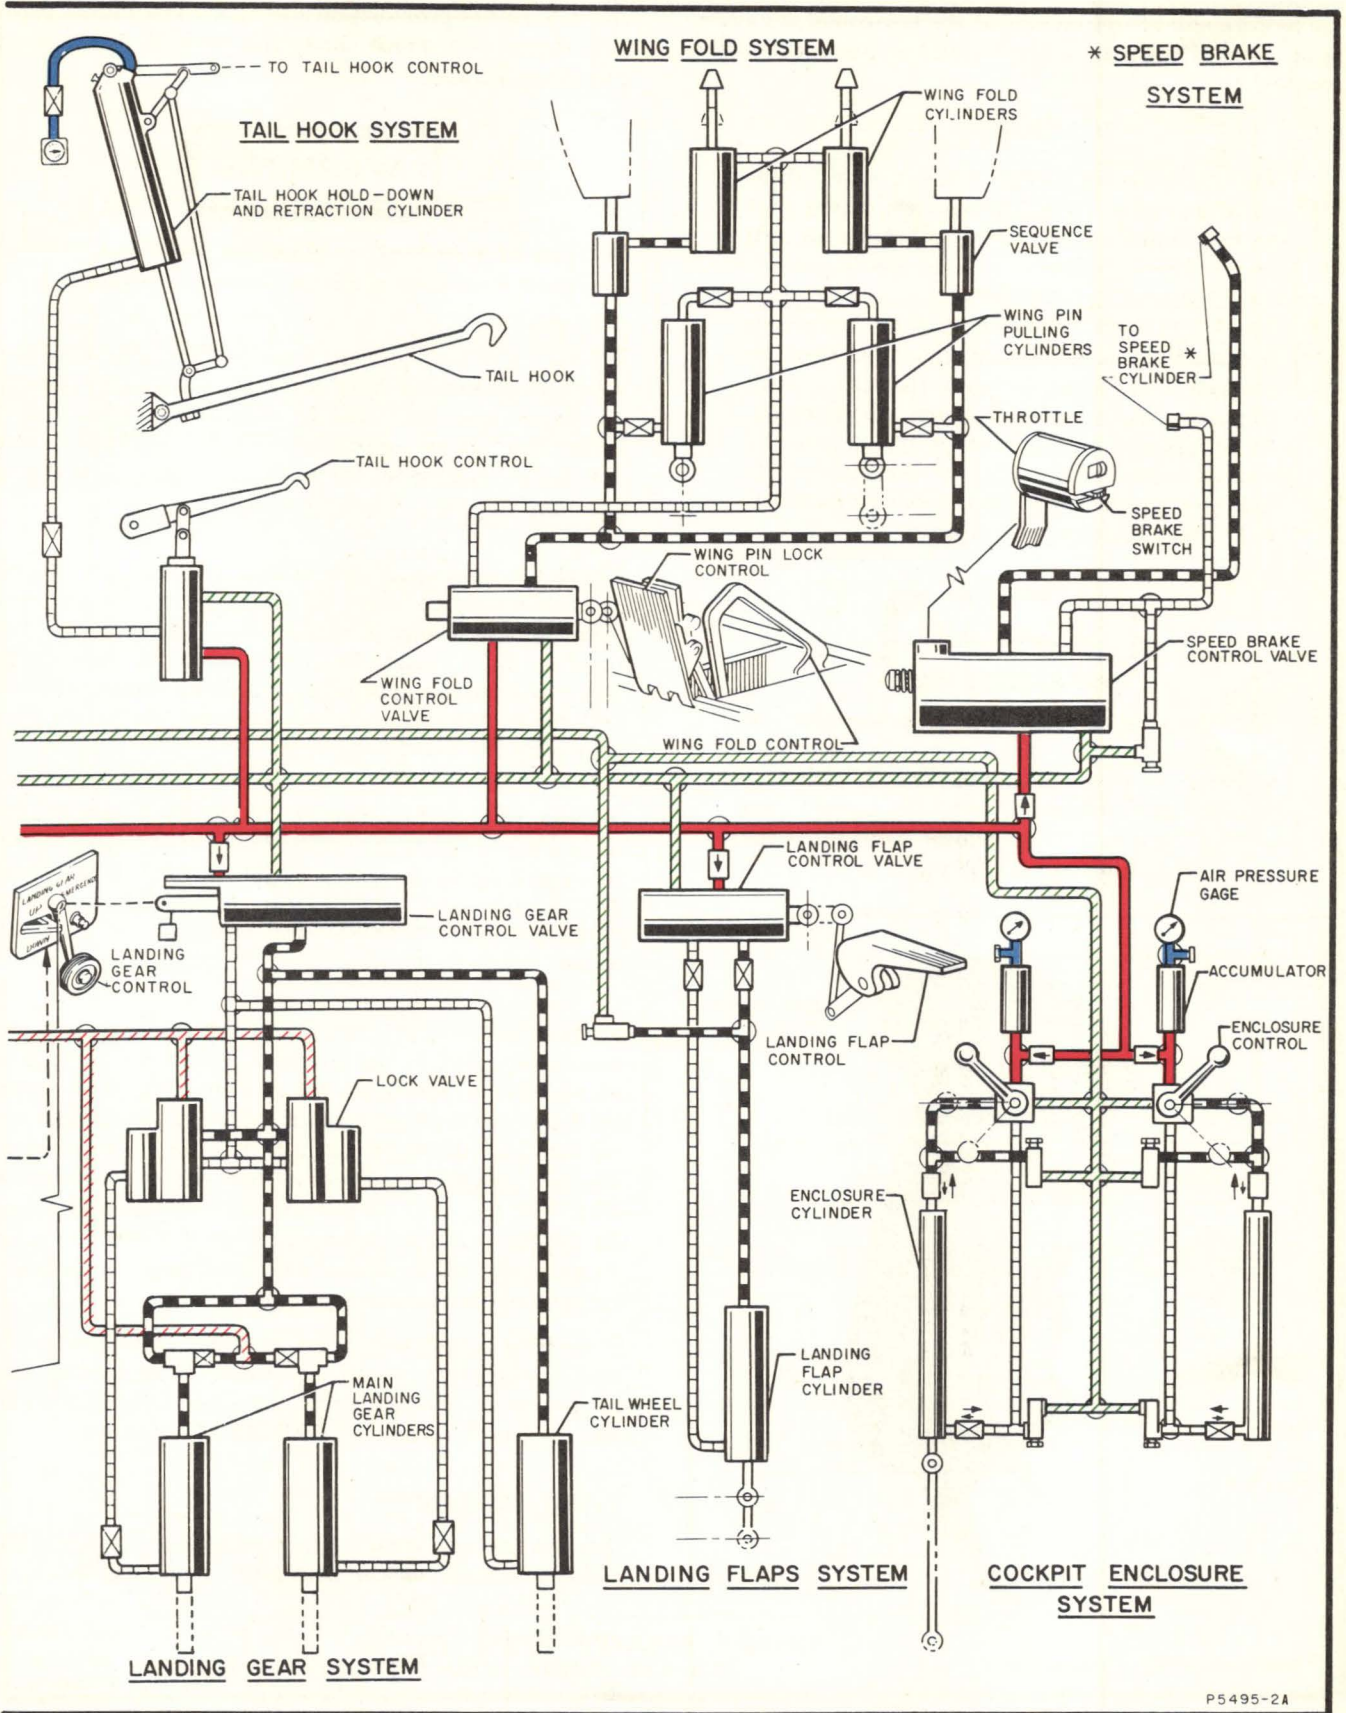 WING FOLD SYSTEM
* SPEED BRAKE
SYSTEM
TO TAIL HOOK CONTROL
TAIL HOOK SYSTEM
WING FOLD
CYLINDERS
TAIL HOOK HOLD-DOWN
AND RETRACTION CYLINDER
SEQUENCE
VALVE
WING PIN
PULLING
CYLINDERS
TO
SPEED
BRAKE *
CYLINDER
TAIL HOOK
THROTTLE
TAIL HOOK CONTROL
SPEED
BRAKE
SWITCH
WING PIN LOCK
CONTROL
SPEED BRAKE
CONTROL VALVE
WING FOLD
CONTROL
VALVE
WING FOLD CONTROL
LANDING FLAP
CONTROL VALVE
AIR PRESSURE
GAGE
LANDING GEAR
UP
DOWN
LANDING GEAR
CONTROL VALVE
LANDING
GEAR
CONTROL
ACCUMULATOR
LANDING FLAP
CONTROL
ENCLOSURE
CONTROL
LOCK VALVE
ENCLOSURE
CYLINDER
MAIN
LANDING
GEAR
CYLINDERS
TAIL WHEEL
CYLINDER
LANDING
FLAP
CYLINDER
LANDING FLAPS SYSTEM
COCKPIT ENCLOSURE
SYSTEM
LANDING GEAR SYSTEM
P5495-2A